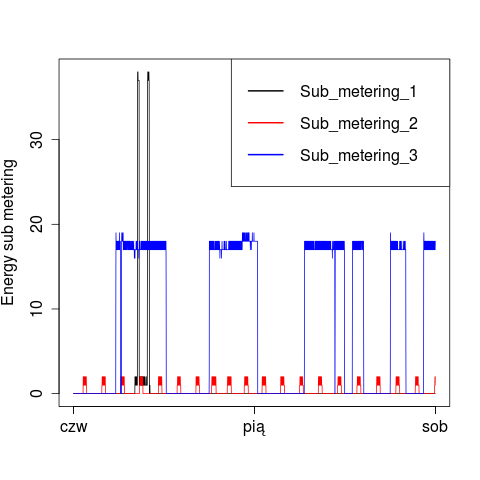 Sub_metering_1
Sub_metering_2
Sub_metering_3
Energy sub metering
30
20
10
0
czw
pią
sob